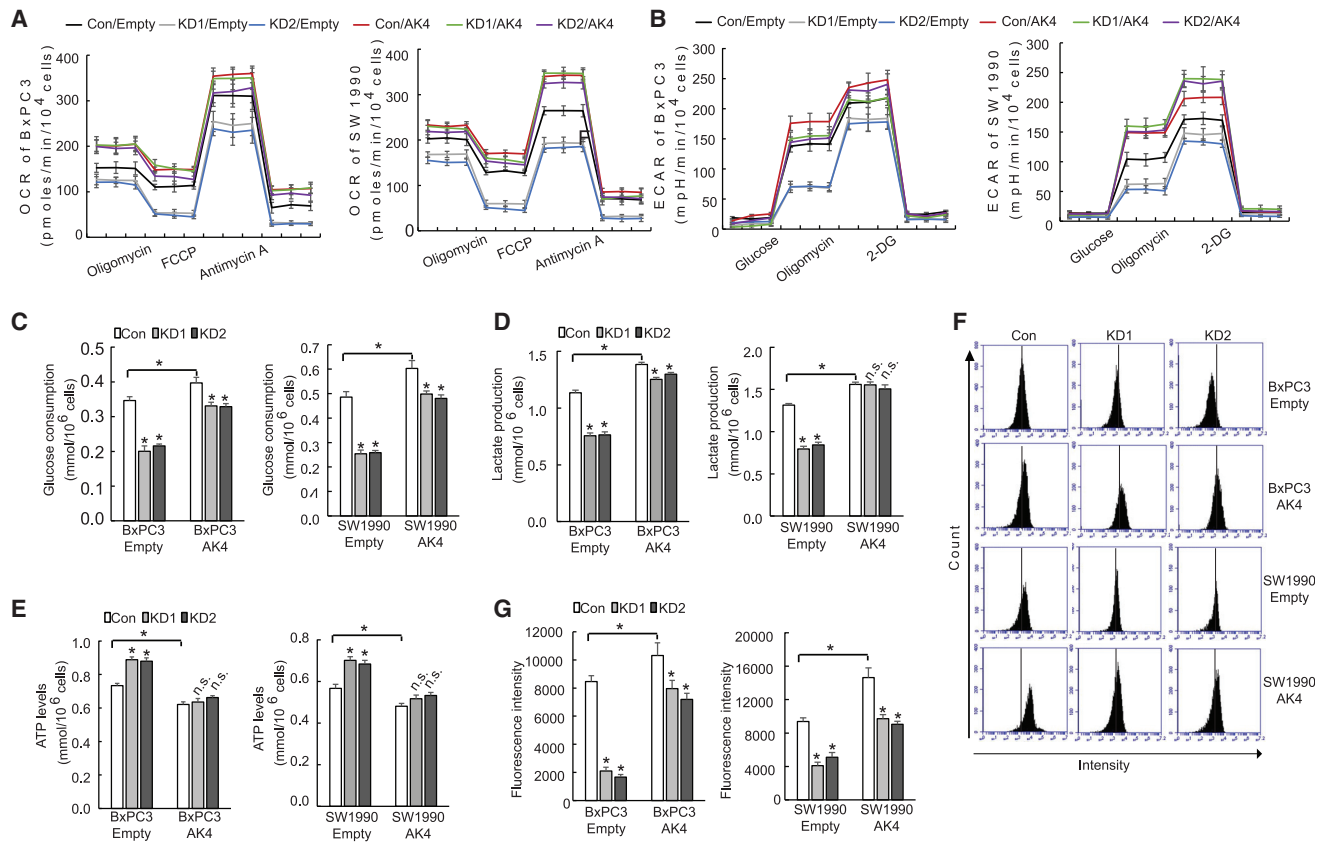 A
Con/Empty KD1/Empty KD2/Empty Con/AK4 KD1/AK4 KD2/AK4
OCR of BxPC3
(pmoles/min/10^4 cells)
400
300
200
100
0
Oligomycin FCCP Antimycin A
OCR of SW1990
(pmoles/min/10^4 cells)
400
300
200
100
0
Oligomycin FCCP Antimycin A
B
Con/Empty KD1/Empty KD2/Empty Con/AK4 KD1/AK4 KD2/AK4
ECAR of BxPC3
(mpH/min/10^4 cells)
300
250
200
150
100
50
0
Glucose Oligomycin 2-DG
ECAR of SW1990
(mpH/min/10^4 cells)
300
250
200
150
100
50
0
Glucose Oligomycin 2-DG
C
Con KD1 KD2
Glucose consumption
(mmol/10^6 cells)
0.5
0.4
0.3
0.2
0.1
0.0
*
* *
* *
BxPC3 BxPC3
Empty AK4
Glucose consumption
(mmol/10^6 cells)
0.7
0.6
0.5
0.4
0.3
0.2
0.1
0.0
*
* *
* *
SW1990 SW1990
Empty AK4
D
Con KD1 KD2
Lactate production
(mmol/10^6 cells)
1.5
1.0
0.5
0.0
*
* *
* *
BxPC3 BxPC3
Empty AK4
Lactate production
(mmol/10^6 cells)
2.0
1.5
1.0
0.5
0.0
*
* *
n.s. n.s.
SW1990 SW1990
Empty AK4
E
Con KD1 KD2
ATP levels
(mmol/10^6 cells)
1.0
0.8
0.6
0.4
0.2
0.0
*
* *
n.s. n.s.
BxPC3 BxPC3
Empty AK4
ATP levels
(mmol/10^6 cells)
0.8
0.6
0.4
0.2
0.0
*
* *
n.s. n.s.
SW1990 SW1990
Empty AK4
F
Con KD1 KD2
BxPC3
Empty
BxPC3
AK4
SW1990
Empty
SW1990
AK4
Count
Intensity
G
Con KD1 KD2
Fluorescence intensity
12000
10000
8000
6000
4000
2000
0
*
* *
* *
BxPC3 BxPC3
Empty AK4
Fluorescence intensity
20000
16000
12000
8000
4000
0
*
* *
* *
SW1990 SW1990
Empty AK4